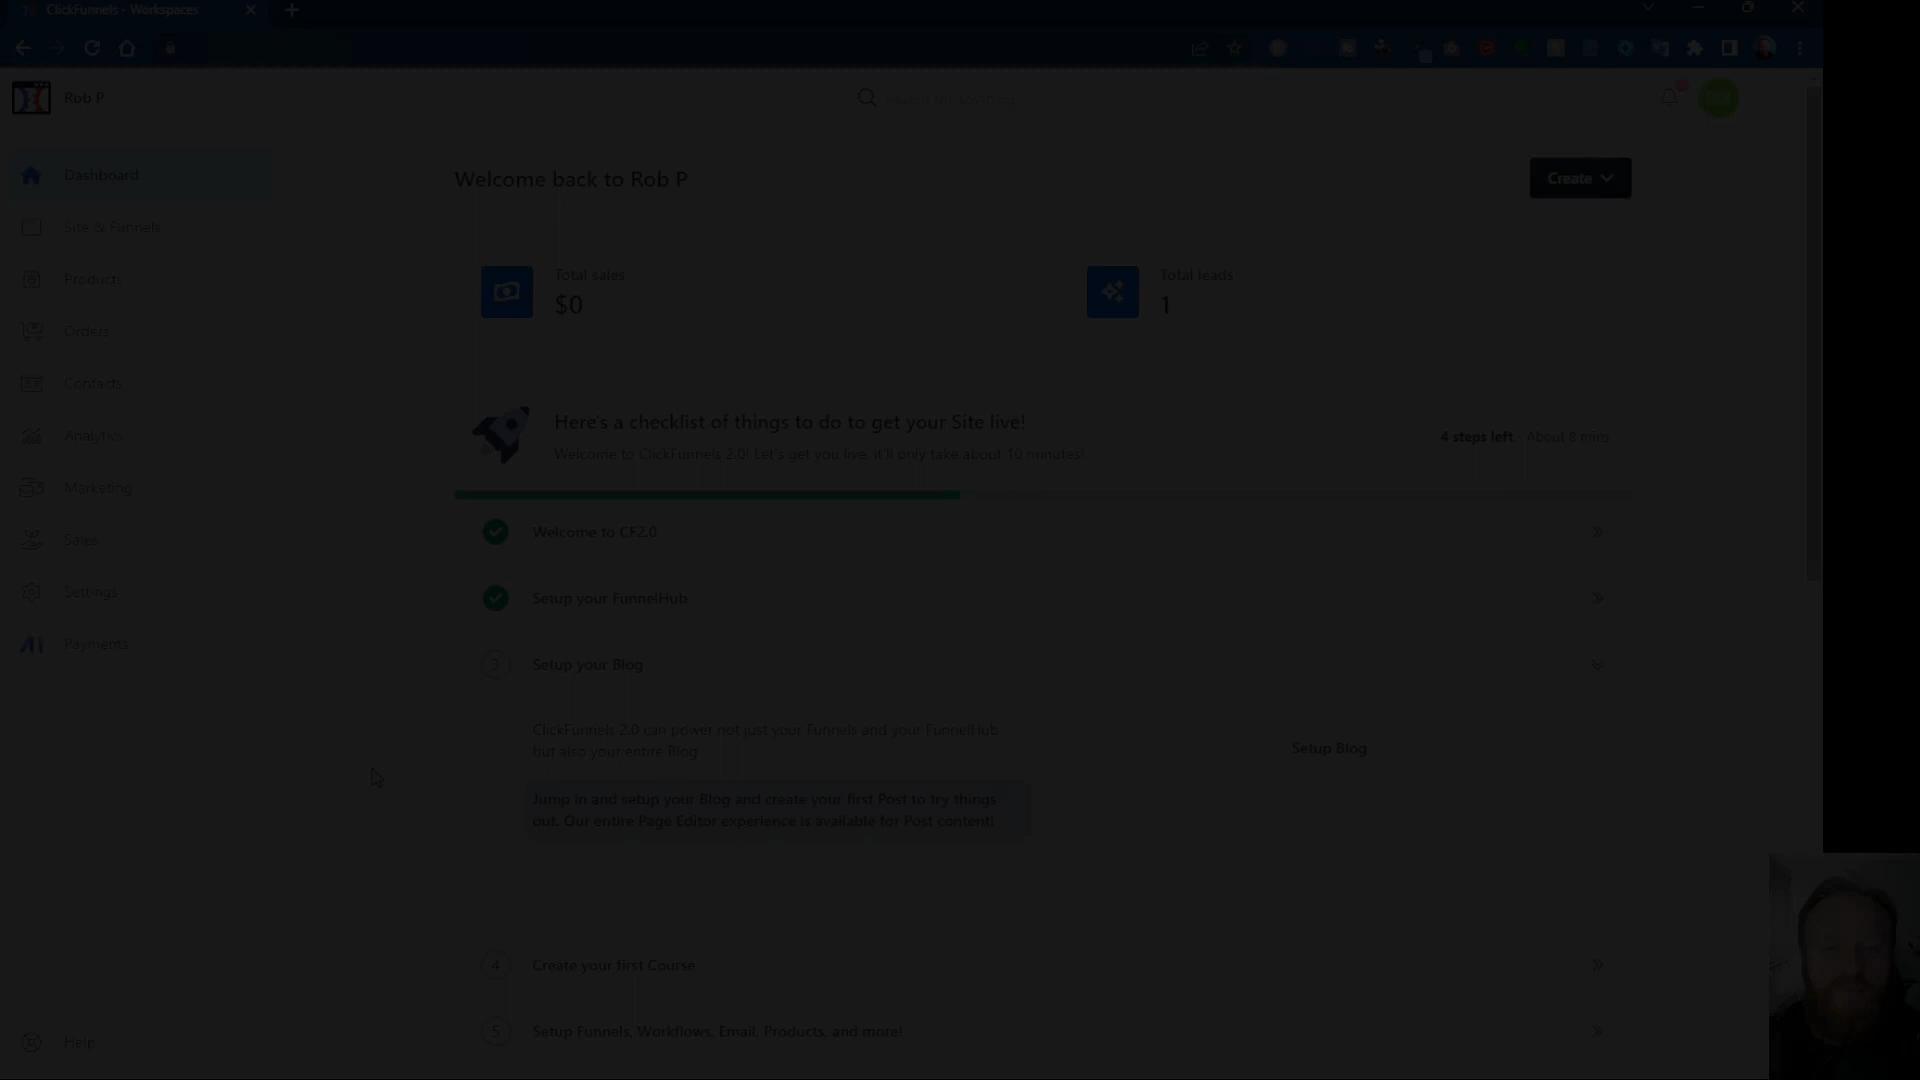 ClickFunnels - Workspaces
Rob P
Dashboard
Site & Funnels
Products
Orders
Contacts
Analytics
Marketing
Sales
Settings
Payments
Help
Welcome back to Rob P
Create
Total sales
$0
Total leads
1
Here's a checklist of things to do to get your Site live!
Welcome to ClickFunnels 2.0! Let's get you live, it'll only take about 10 minutes!
4 steps left - About 8 mins
Welcome to CF2.0
Setup your FunnelHub
3 Setup your Blog
ClickFunnels 2.0 can power not just your Funnels and your FunnelHub
but also your entire Blog
Setup Blog
Jump in and setup your Blog and create your first Post to try things
out. Our entire Page Editor experience is available for Post content!
4 Create your first Course
5 Setup Funnels, Workflows, Email, Products, and more!